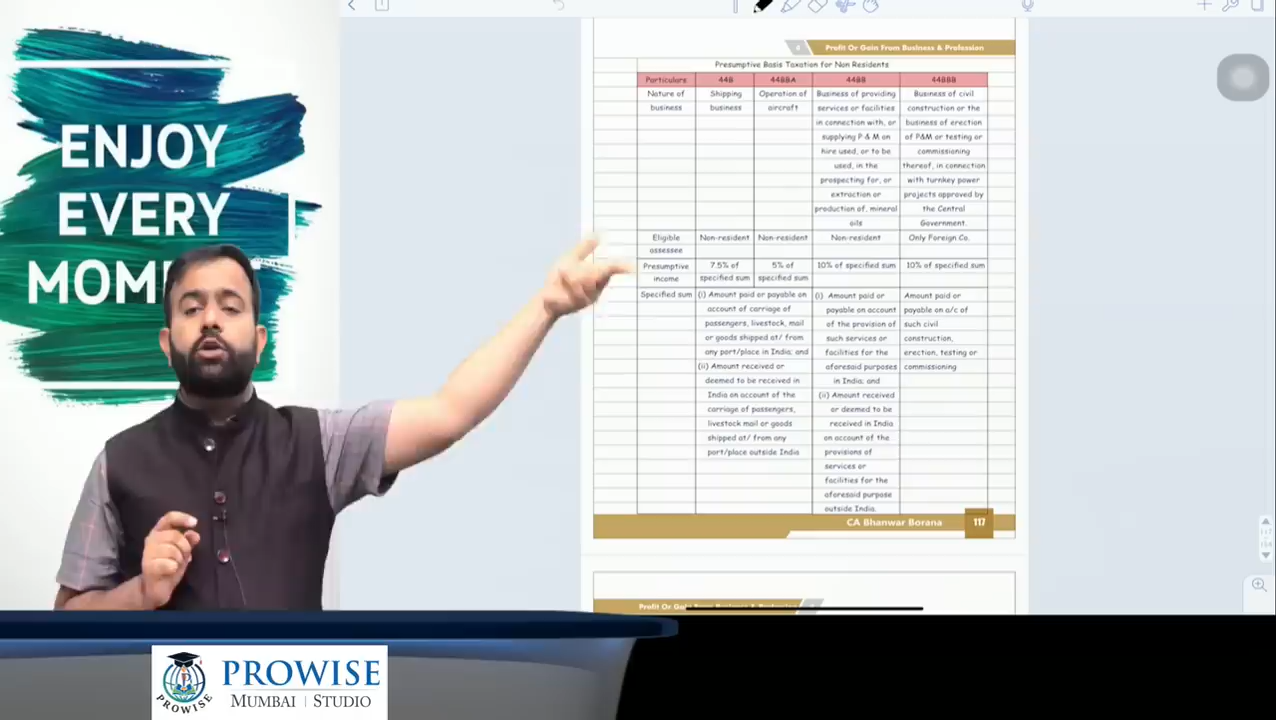 ENJOY
EVERY
4 Profit Or Gain From Business & Profession
Presumptive Basis Taxation for Non Residents
Particulars 44B 44BBA 44BB 44BBB
Nature of business
Shipping business
Operation of aircraft
Business of providing
services or facilities
in connection with, or
supplying P & M on
hire used, or to be
used, in the
prospecting for, or
extraction or
production of, mineral
oils
Business of civil
construction or the
business of erection
of P&M or testing or
commissioning
thereof, in connection
with turnkey power
projects approved by
the Central
Government.
Eligible assessee
Non-resident Non-resident Non-resident Only Foreign Co.
Presumptive income
7.5% of specified sum
5% of specified sum
10% of specified sum 10% of specified sum
Specified sum
(i) Amount paid or payable on
account of carriage of
passengers, livestock, mail
or goods shipped at/ from
any port/place in India; and
(ii) Amount received or
deemed to be received in
India on account of the
carriage of passengers,
livestock mail or goods
shipped at/ from any
port/place outside India
(i) Amount paid or
payable on account
of the provision of
such services or
facilities for the
aforesaid purposes
in India; and
(ii) Amount received
or deemed to be
received in India
on account of the
provisions of
services or
facilities for the
aforesaid purpose
outside India.
Amount paid or
payable on a/c of
such civil
construction,
erection, testing or
commissioning
CA Bhanwar Borana 117
Profit Or Gain From Business & Profession
PROWISE
PROWISE
MUMBAI | STUDIO